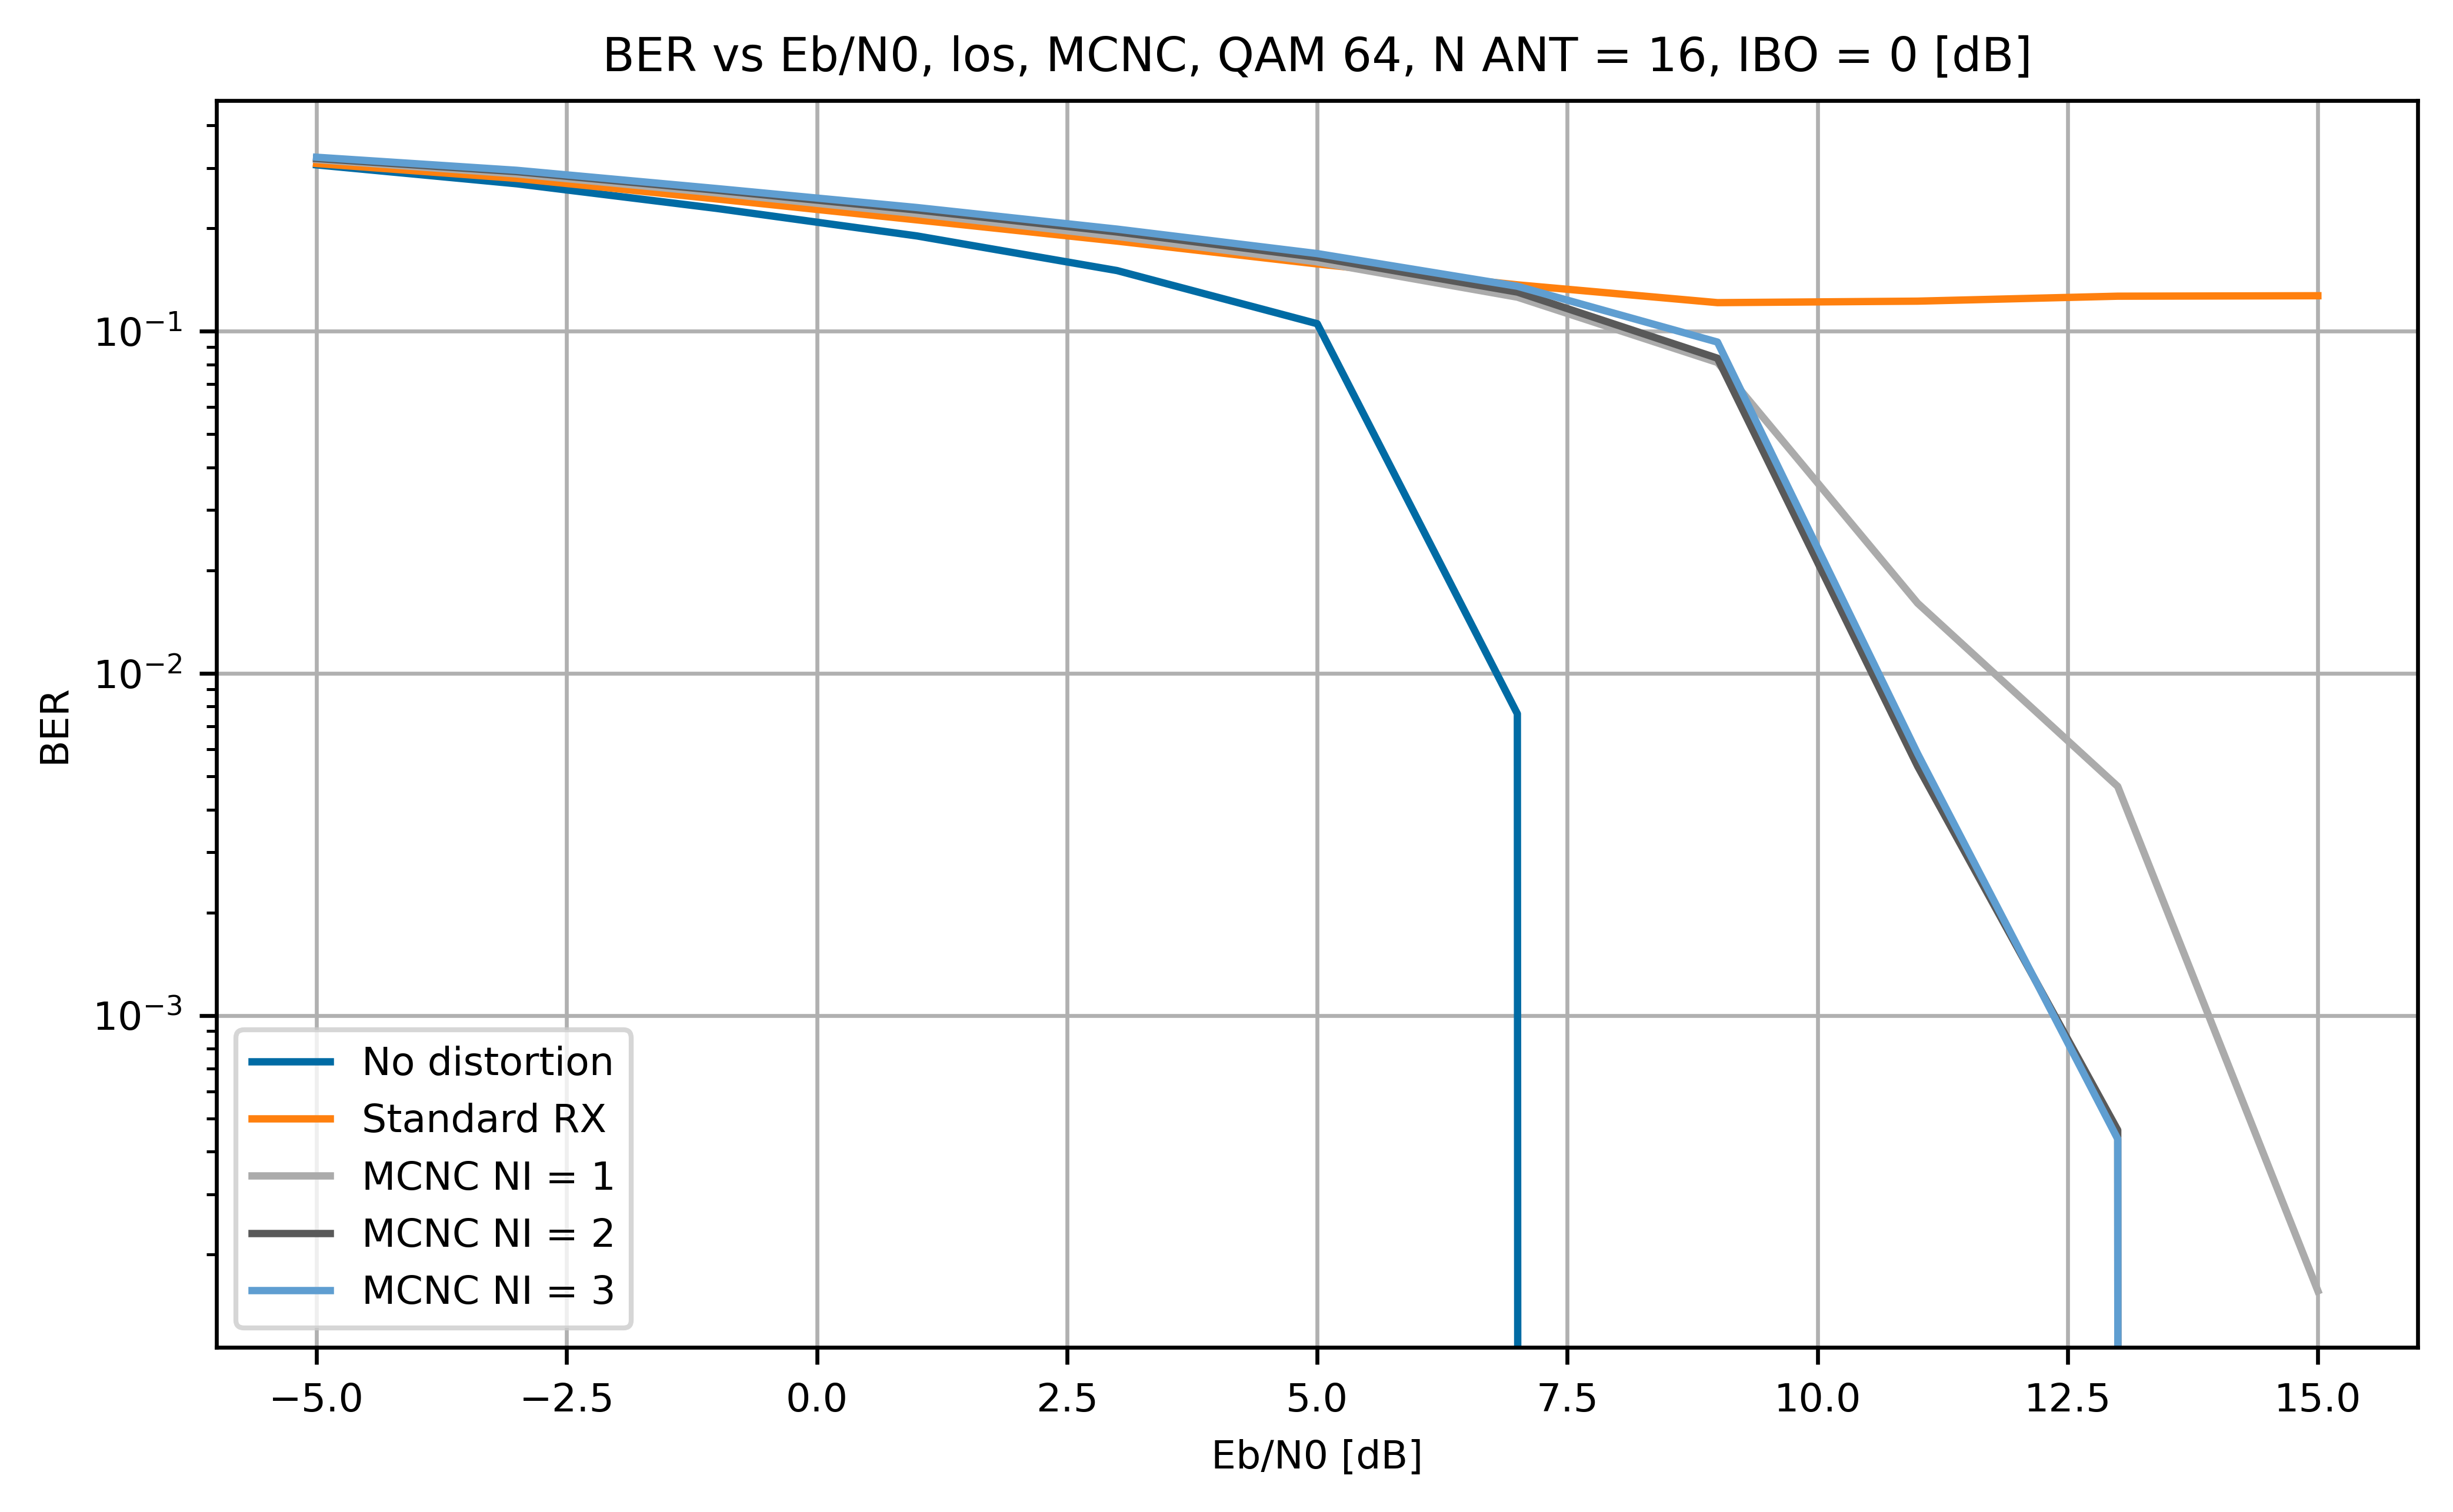 BER vs Eb/N0, los, MCNC, QAM 64, N ANT = 16, IBO = 0 [dB]
BER
10⁻¹
10⁻²
10⁻³
No distortion
Standard RX
MCNC NI = 1
MCNC NI = 2
MCNC NI = 3
−5.0 −2.5 0.0 2.5 5.0 7.5 10.0 12.5 15.0
Eb/N0 [dB]